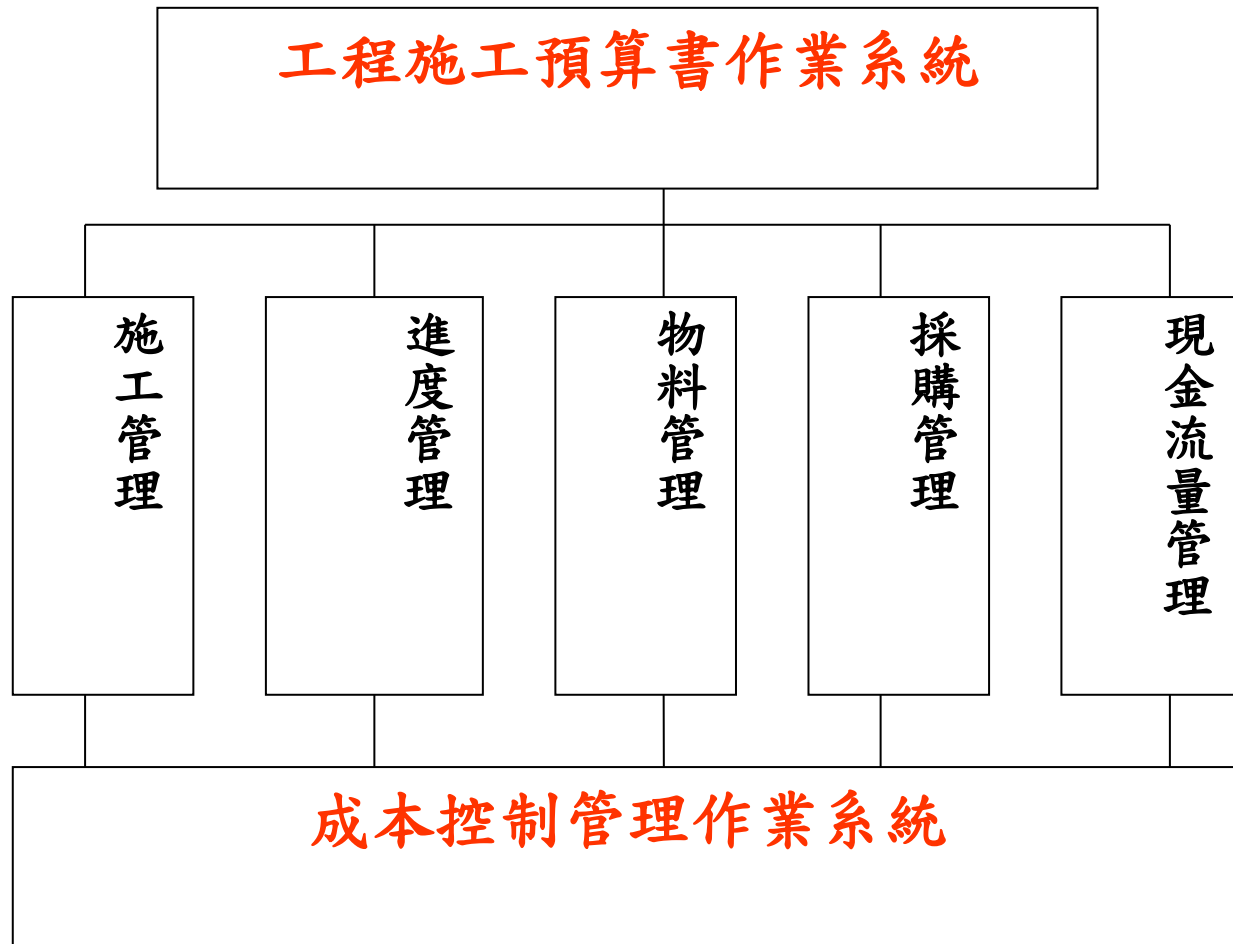 工程施工預算書作業系統
施工管理
進度管理
物料管理
採購管理
現金流量管理
成本控制管理作業系統